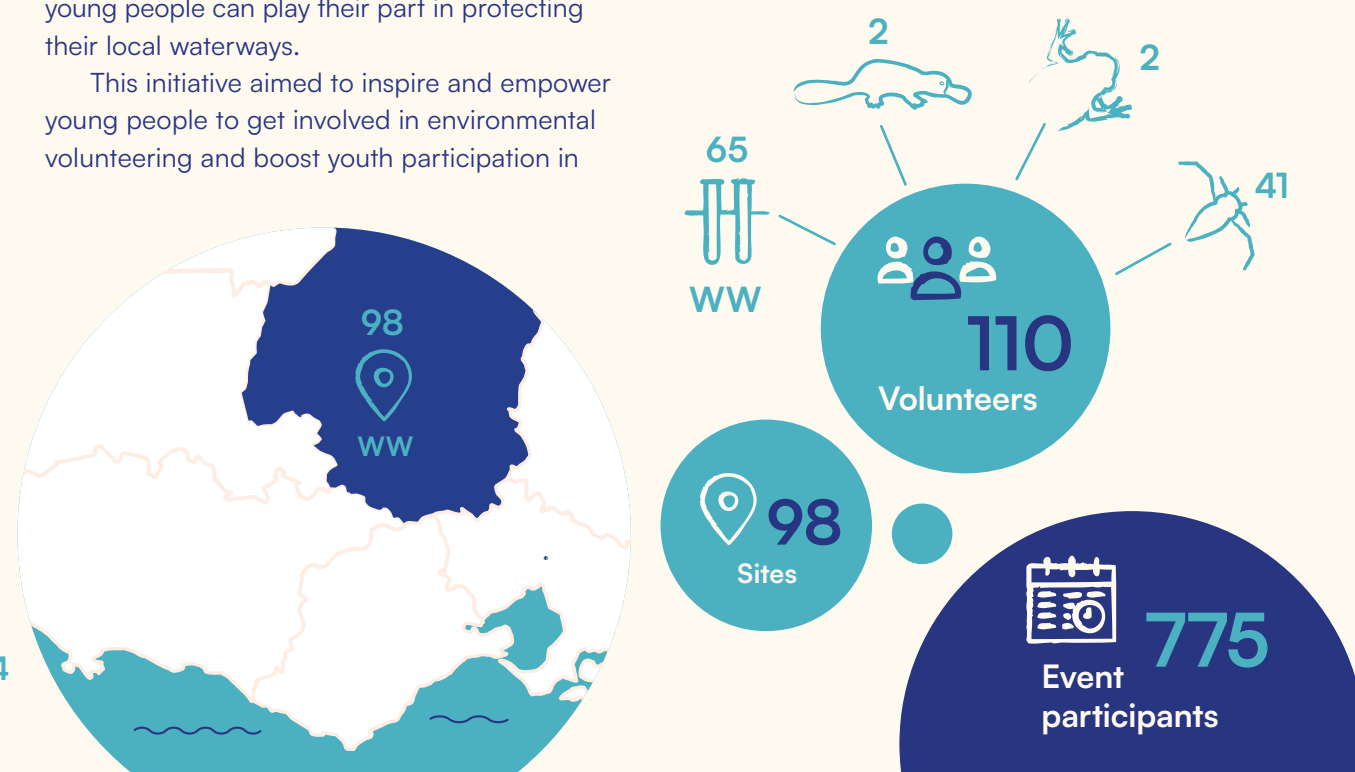 young people can play their part in protecting
their local waterways.
This initiative aimed to inspire and empower
young people to get involved in environmental
volunteering and boost youth participation in
2
2
65
WW
41
110
Volunteers
98
WW
98
Sites
775
Event
participants
4